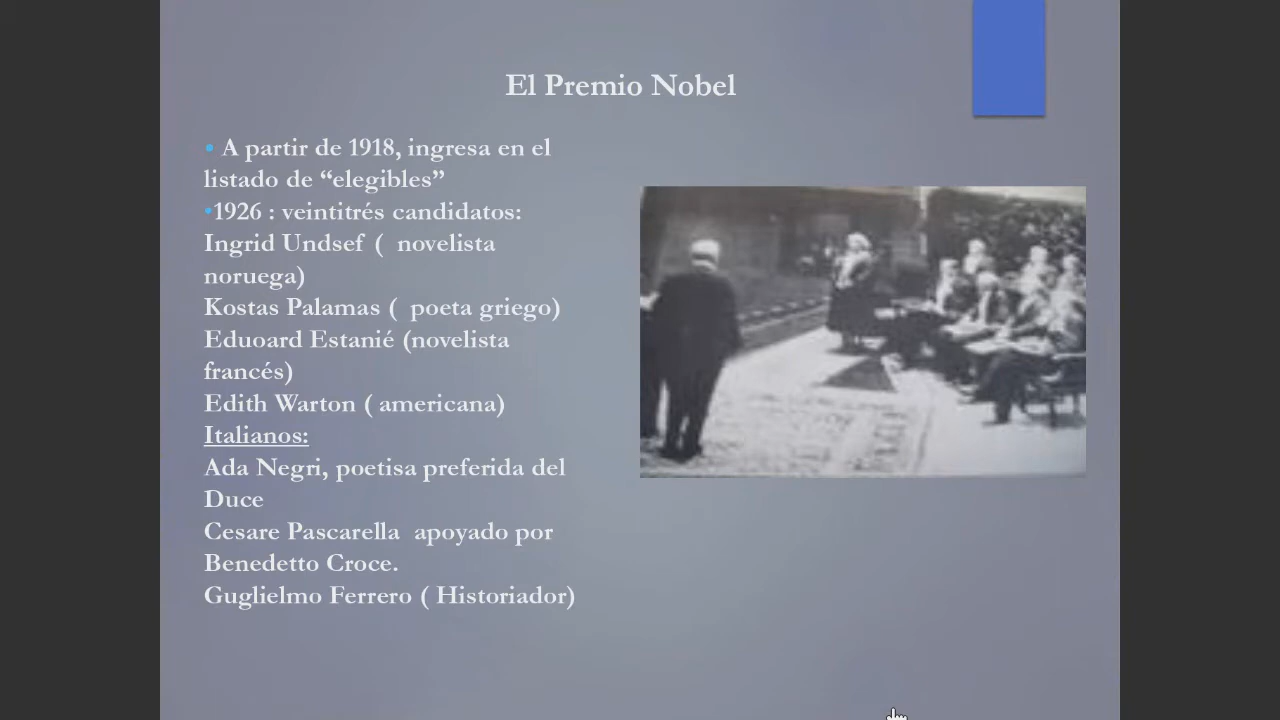 El Premio Nobel
• A partir de 1918, ingresa en el
listado de “elegibles”
•1926 : veintitrés candidatos:
Ingrid Undsef ( novelista
noruega)
Kostas Palamas ( poeta griego)
Eduoard Estanié (novelista
francés)
Edith Warton ( americana)
Italianos:
Ada Negri, poetisa preferida del
Duce
Cesare Pascarella apoyado por
Benedetto Croce.
Guglielmo Ferrero ( Historiador)